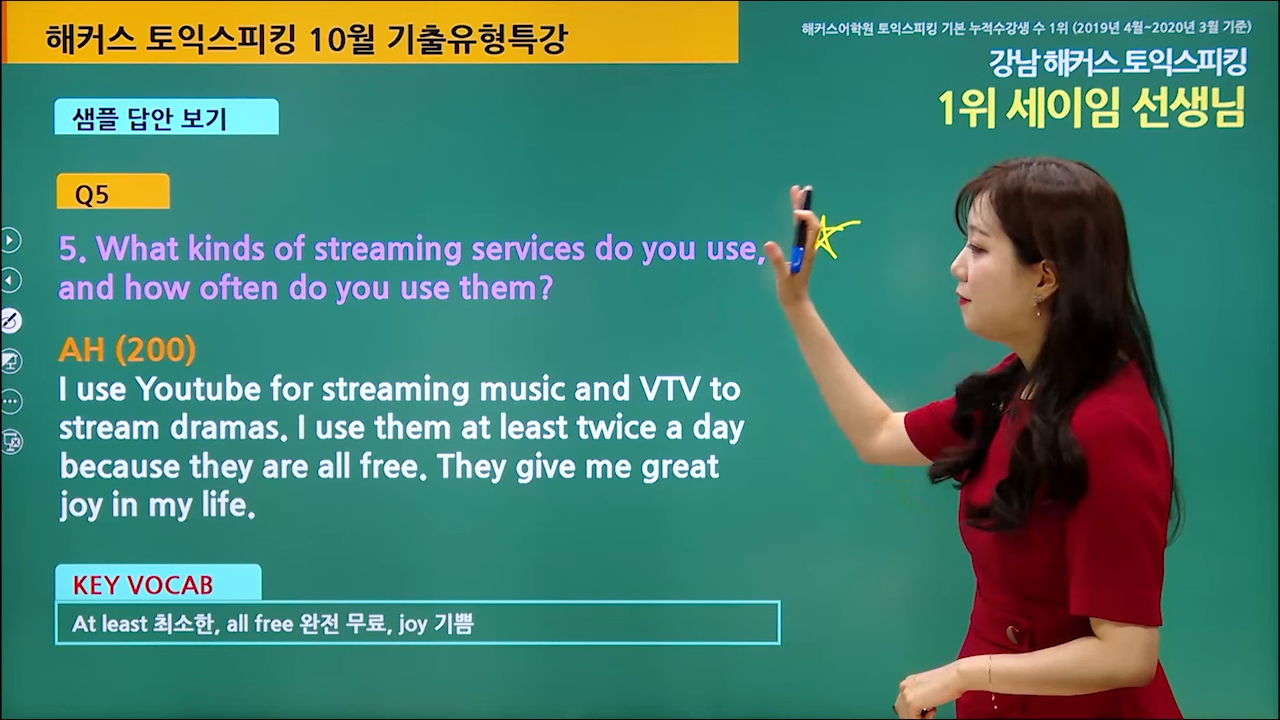 해커스 토익스피킹 10월 기출유형특강
해커스어학원 토익스피킹 기본 누적수강생 수 1위 (2019년 4월~2020년 3월 기준)
강남 해커스 토익스피킹
1위 세이임 선생님
샘플 답안 보기
Q5
5. What kinds of streaming services do you use,
and how often do you use them?
AH (200)
I use Youtube for streaming music and VTV to
stream dramas. I use them at least twice a day
because they are all free. They give me great
joy in my life.
KEY VOCAB
At least 최소한, all free 완전 무료, joy 기쁨